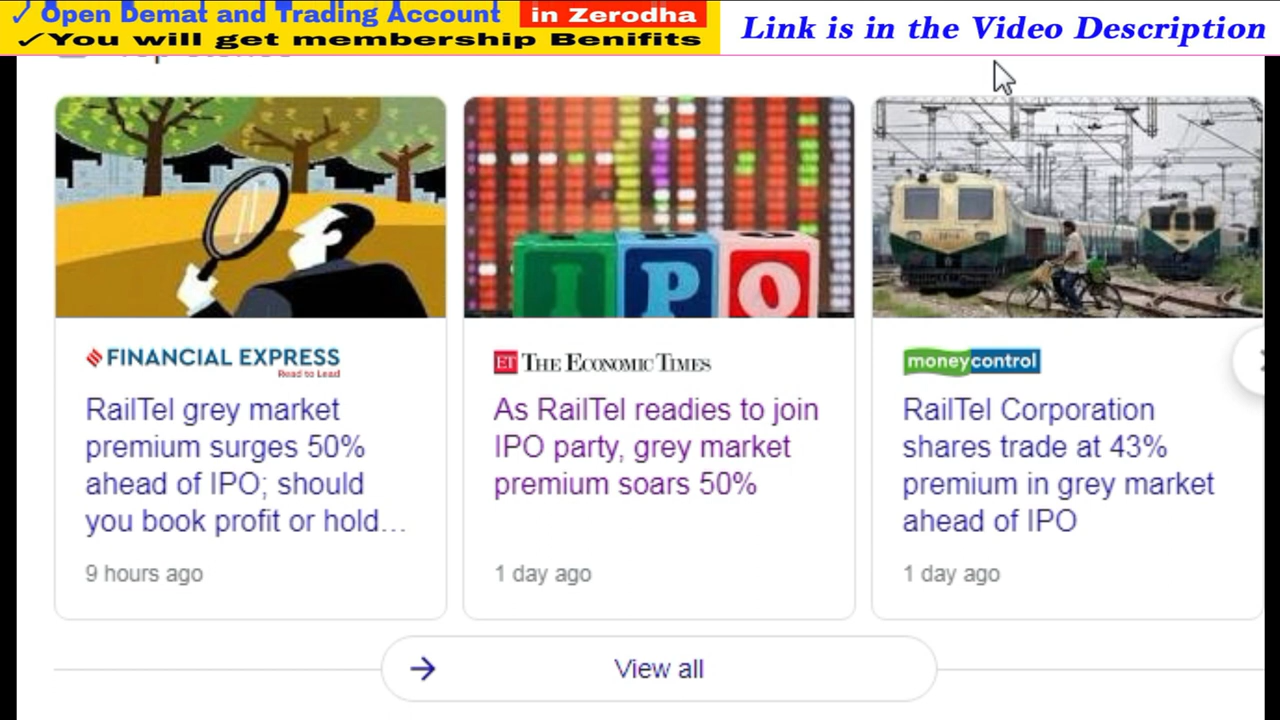 ✓ Open Demat and Trading Account in Zerodha
✓You will get membership Benifits
Link is in the Video Description
Top stories
IPO
FINANCIAL EXPRESS
Read to Lead
RailTel grey market
premium surges 50%
ahead of IPO; should
you book profit or hold...
9 hours ago
ET THE ECONOMIC TIMES
As RailTel readies to join
IPO party, grey market
premium soars 50%
1 day ago
moneycontrol
RailTel Corporation
shares trade at 43%
premium in grey market
ahead of IPO
1 day ago
→ View all